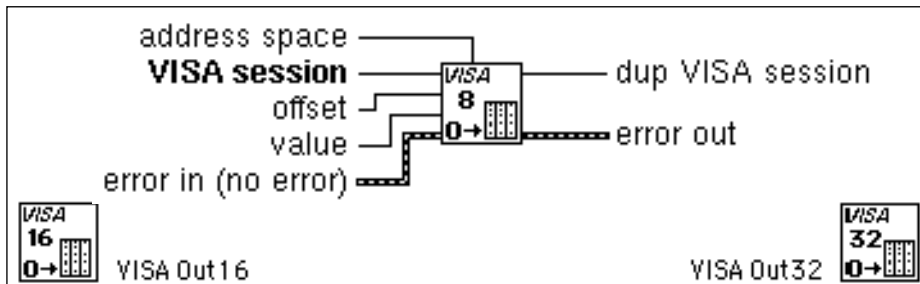 address space
VISA session
offset
value
error in (no error)
VISA
8
0→
dup VISA session
error out
VISA
16
0→
VISA Out16
VISA Out32
VISA
32
0→